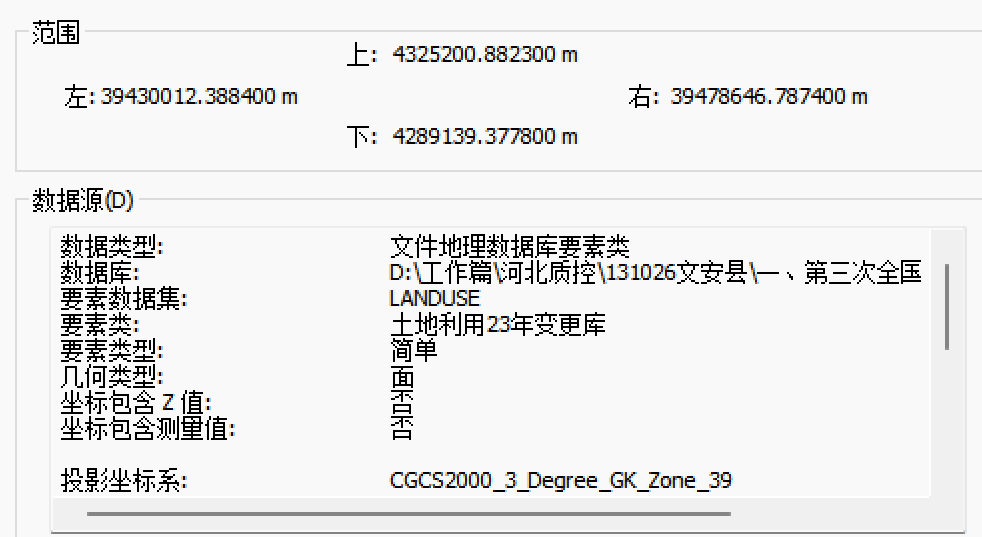 范围
上: 4325200.882300 m
左: 39430012.388400 m
右: 39478646.787400 m
下: 4289139.377800 m
数据源(D)
数据类型: 文件地理数据库要素类
数据库: D:\工作篇\河北质控\131026文安县\一、第三次全国
要素数据集: LANDUSE
要素类: 土地利用23年变更库
要素类型: 简单
几何类型: 面
坐标包含 Z 值: 否
坐标包含测量值: 否
投影坐标系: CGCS2000_3_Degree_GK_Zone_39